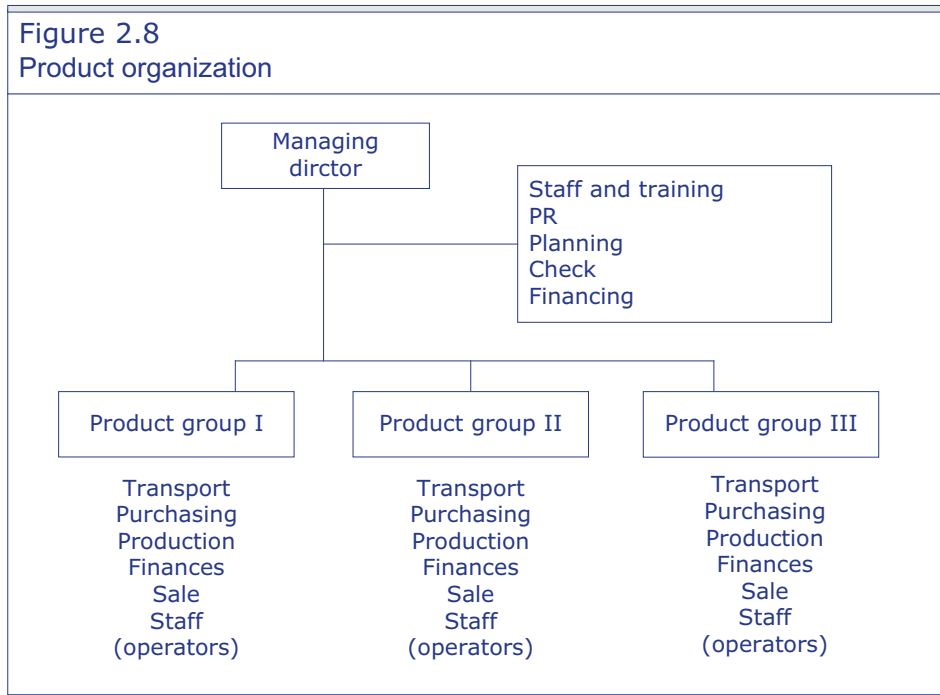 Figure 2.8
Product organization
Managing
dirctor
Staff and training
PR
Planning
Check
Financing
Product group I
Product group II
Product group III
Transport
Purchasing
Production
Finances
Sale
Staff
(operators)
Transport
Purchasing
Production
Finances
Sale
Staff
(operators)
Transport
Purchasing
Production
Finances
Sale
Staff
(operators)